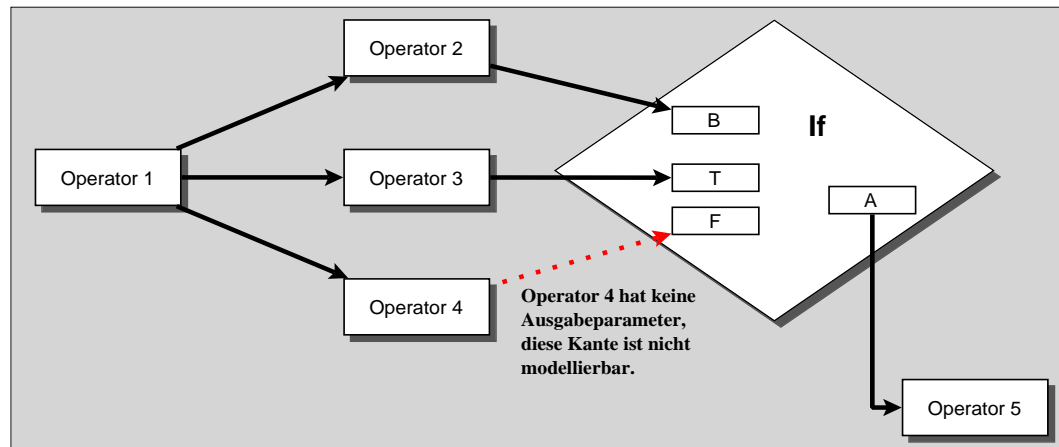 Operator 2
B
If
Operator 1
Operator 3
T
A
F
Operator 4
Operator 4 hat keine
Ausgabeparameter,
diese Kante ist nicht
modellierbar.
Operator 5